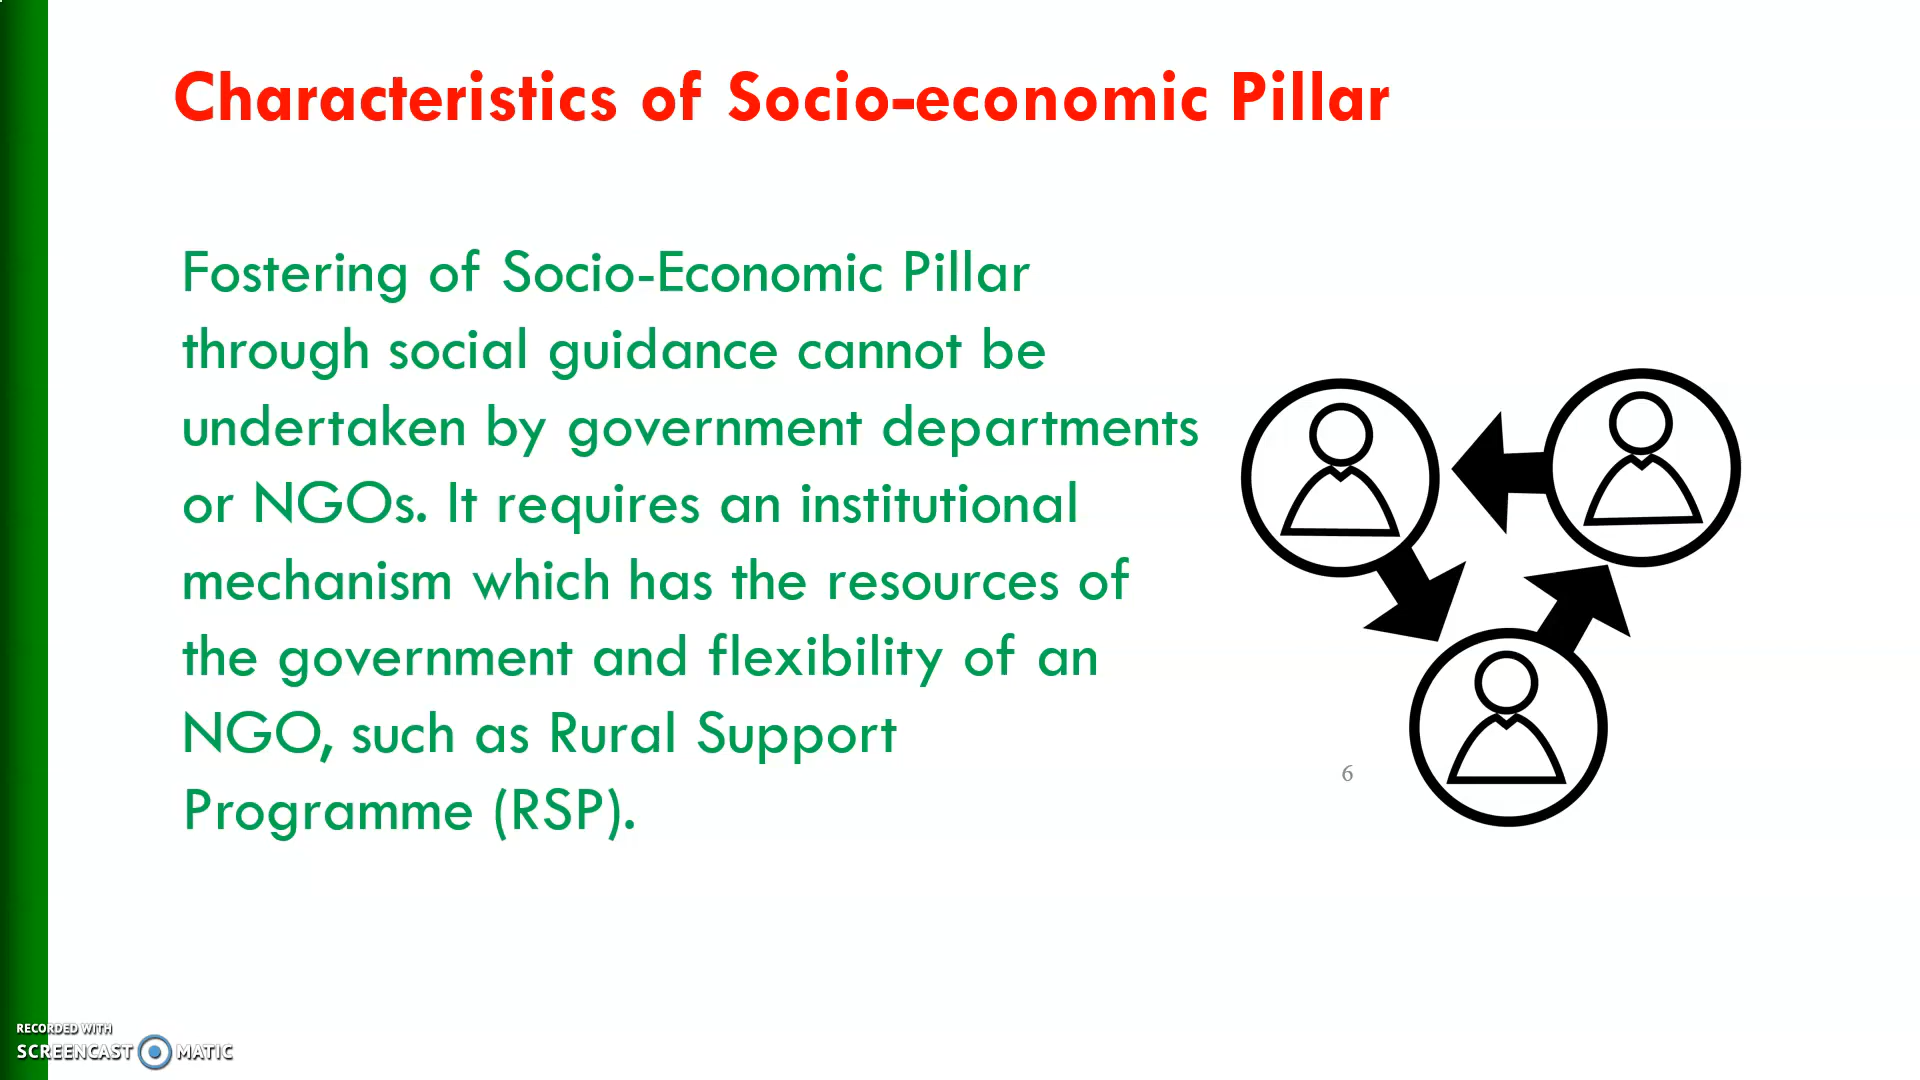 Characteristics of Socio-economic Pillar
Fostering of Socio-Economic Pillar
through social guidance cannot be
undertaken by government departments
or NGOs. It requires an institutional
mechanism which has the resources of
the government and flexibility of an
NGO, such as Rural Support
Programme (RSP).
6
RECORDED WITH
SCREENCAST MATIC